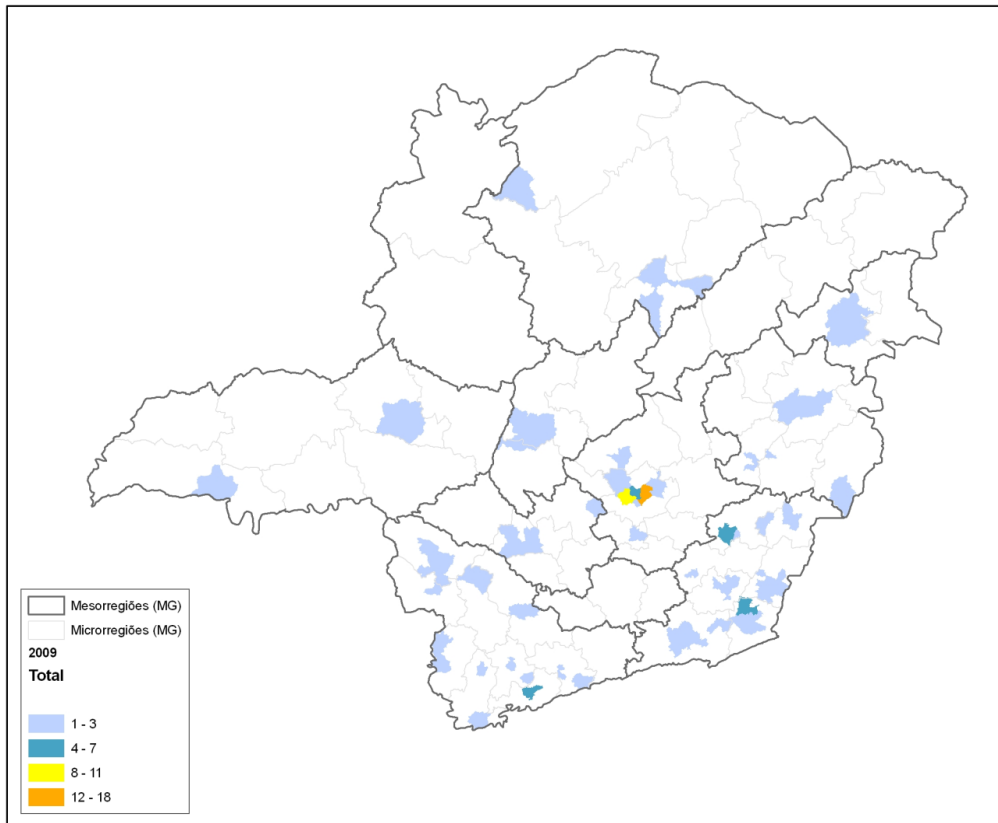 Mesorregiões (MG)
Microrregiões (MG)
2009
Total
1 - 3
4 - 7
8 - 11
12 - 18